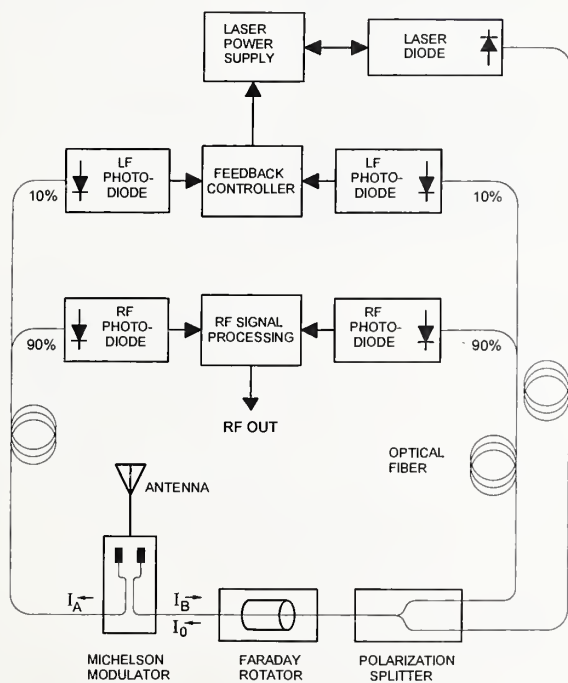 LASER
POWER
SUPPLY
LASER
DIODE
LF
PHOTO-
DIODE
FEEDBACK
CONTROLLER
LF
PHOTO-
DIODE
10%
10%
RF
PHOTO-
DIODE
RF SIGNAL
PROCESSING
RF
PHOTO-
DIODE
90%
90%
RF OUT
OPTICAL
FIBER
ANTENNA
I_A
I_B
I_0
MICHELSON
MODULATOR
FARADAY
ROTATOR
POLARIZATION
SPLITTER